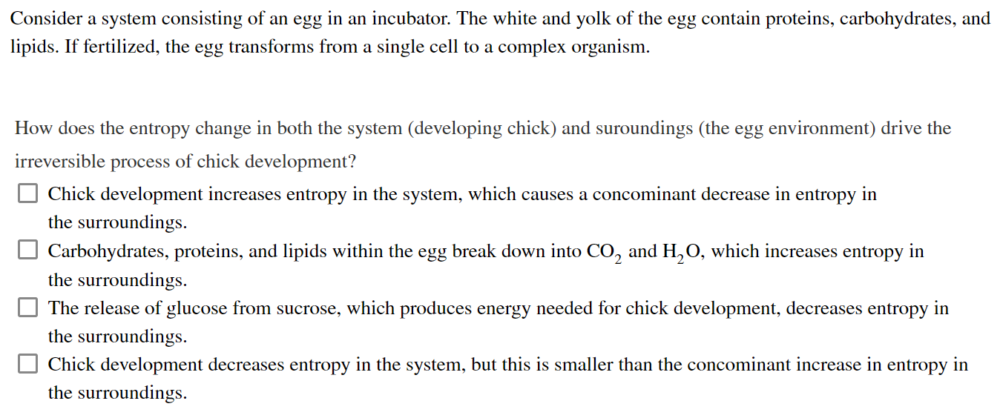 Consider a system consisting of an egg in an incubator. The white and yolk of the egg contain proteins, carbohydrates, and
lipids. If fertilized, the egg transforms from a single cell to a complex organism.
How does the entropy change in both the system (developing chick) and suroundings (the egg environment) drive the
irreversible process of chick development?
Chick development increases entropy in the system, which causes a concominant decrease in entropy in
the surroundings.
Carbohydrates, proteins, and lipids within the egg break down into CO₂ and H₂O, which increases entropy in
the surroundings.
The release of glucose from sucrose, which produces energy needed for chick development, decreases entropy in
the surroundings.
Chick development decreases entropy in the system, but this is smaller than the concominant increase in entropy in
the surroundings.